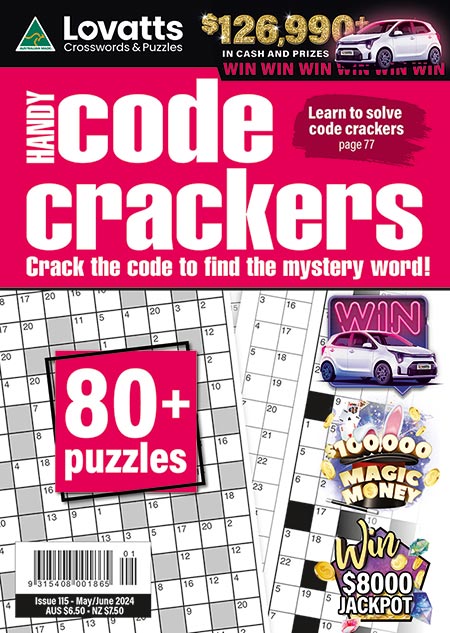 AUSTRALIAN MADE
Lovatts
Crosswords & Puzzles
$126,990+
IN CASH AND PRIZES
WIN WIN WIN WIN WIN WIN
HANDY
code
crackers
Learn to solve
code crackers
page 77
Crack the code to find the mystery word!
WIN
80+
puzzles
$100,000
MAGIC
MONEY
Win
$8000
JACKPOT
01
9 315408 001865
Issue 115 - May/June 2024
AUS $6.50 - NZ $7.50